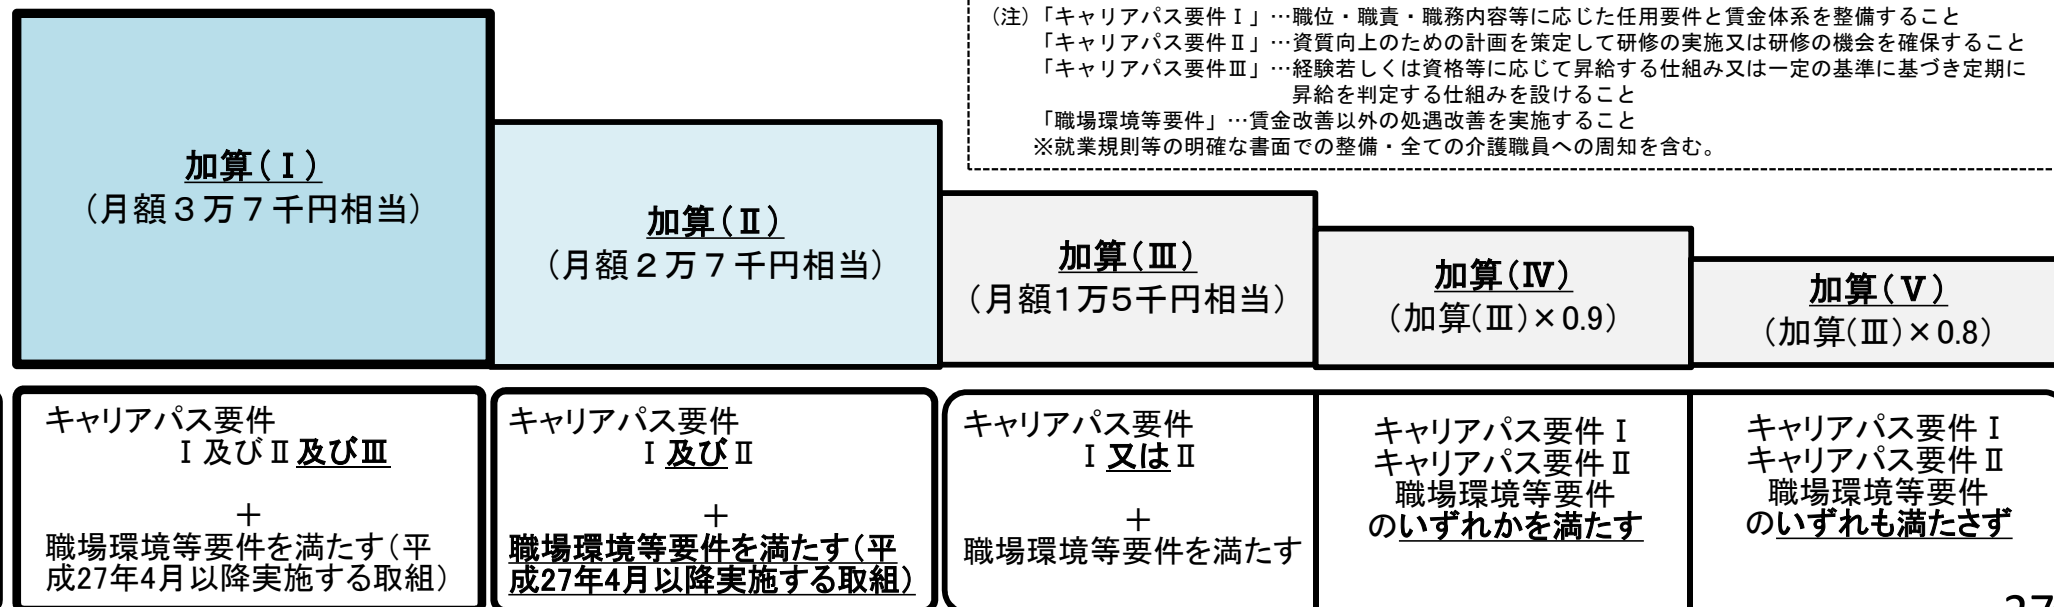 (注)「キャリアパス要件Ⅰ」…職位・職責・職務内容等に応じた任用要件と賃金体系を整備すること
「キャリアパス要件Ⅱ」…資質向上のための計画を策定して研修の実施又は研修の機会を確保すること
「キャリアパス要件Ⅲ」…経験若しくは資格等に応じて昇給する仕組み又は一定の基準に基づき定期に
昇給を判定する仕組みを設けること
「職場環境等要件」…賃金改善以外の処遇改善を実施すること
※就業規則等の明確な書面での整備・全ての介護職員への周知を含む。
加算(Ⅰ)
(月額3万7千円相当)
加算(Ⅱ)
(月額2万7千円相当)
加算(Ⅲ)
(月額1万5千円相当)
加算(Ⅳ)
(加算(Ⅲ)×0.9)
加算(Ⅴ)
(加算(Ⅲ)×0.8)
キャリアパス要件
Ⅰ及びⅡ及びⅢ
+
職場環境等要件を満たす(平
成27年4月以降実施する取組)
キャリアパス要件
Ⅰ及びⅡ
+
職場環境等要件を満たす(平
成27年4月以降実施する取組)
キャリアパス要件
Ⅰ又はⅡ
+
職場環境等要件を満たす
キャリアパス要件Ⅰ
キャリアパス要件Ⅱ
職場環境等要件
のいずれかを満たす
キャリアパス要件Ⅰ
キャリアパス要件Ⅱ
職場環境等要件
のいずれも満たさず